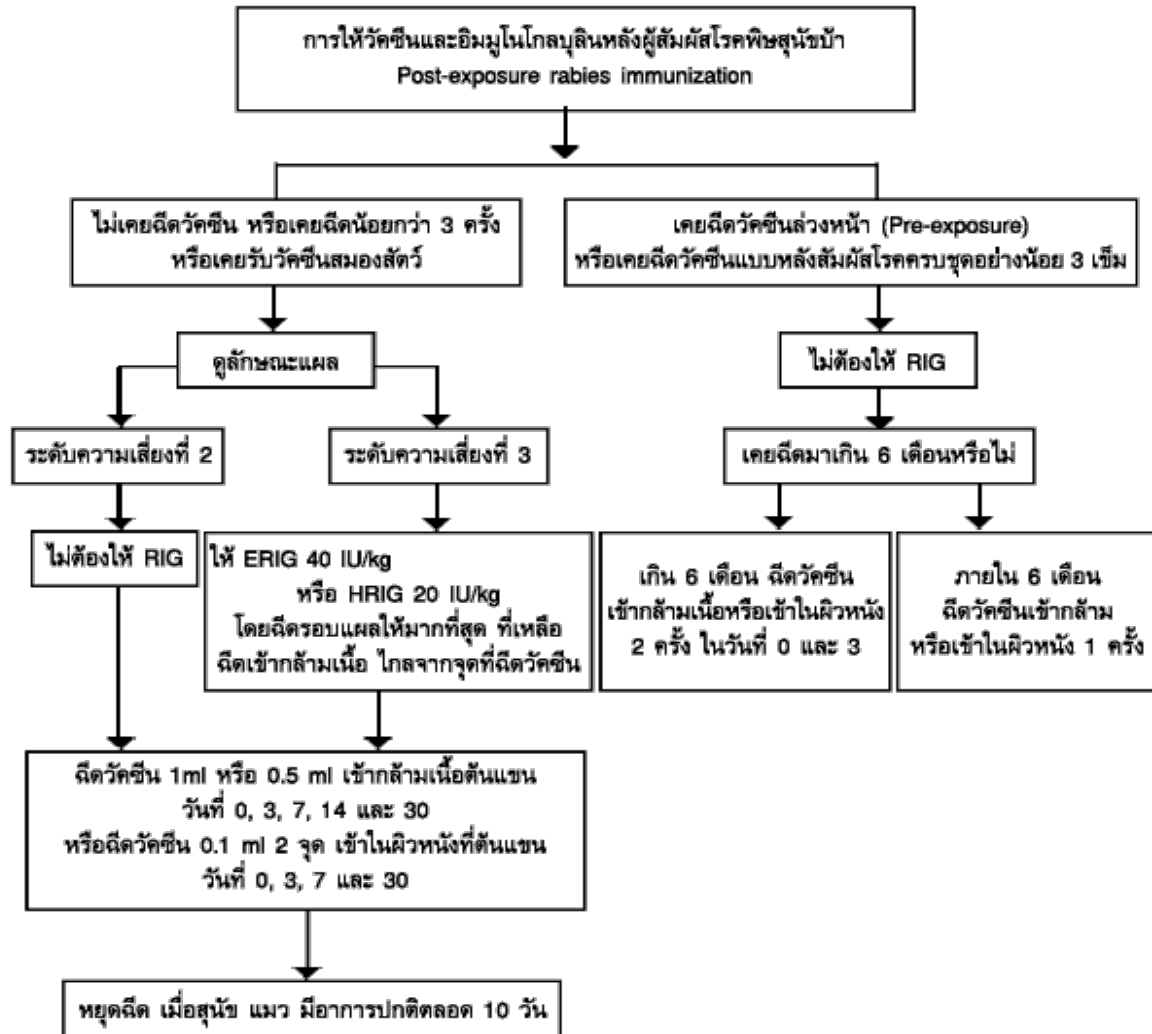 การให้วัคซีนและอิมมูโนโกลบุลินหลังผู้สัมผัสโรคพิษสุนัขบ้า
Post-exposure rabies immunization
ไม่เคยฉีดวัคซีน หรือเคยฉีดน้อยกว่า 3 ครั้ง
หรือเคยรับวัคซีนสมองสัตว์
เคยฉีดวัคซีนล่วงหน้า (Pre-exposure)
หรือเคยฉีดวัคซีนแบบหลังสัมผัสโรคครบชุดอย่างน้อย 3 เข็ม
ดูลักษณะแผล
ไม่ต้องให้ RIG
ระดับความเสี่ยงที่ 2
ระดับความเสี่ยงที่ 3
เคยฉีดมาเกิน 6 เดือนหรือไม่
ไม่ต้องให้ RIG
ให้ ERIG 40 IU/kg
หรือ HRIG 20 IU/kg
โดยฉีดรอบแผลให้มากที่สุด ที่เหลือ
ฉีดเข้ากล้ามเนื้อ ไกลจากจุดที่ฉีดวัคซีน
เกิน 6 เดือน ฉีดวัคซีน
เข้ากล้ามเนื้อหรือเข้าในผิวหนัง
2 ครั้ง ในวันที่ 0 และ 3
ภายใน 6 เดือน
ฉีดวัคซีนเข้ากล้าม
หรือเข้าในผิวหนัง 1 ครั้ง
ฉีดวัคซีน 1ml หรือ 0.5 ml เข้ากล้ามเนื้อต้นแขน
วันที่ 0, 3, 7, 14 และ 30
หรือฉีดวัคซีน 0.1 ml 2 จุด เข้าในผิวหนังที่ต้นแขน
วันที่ 0, 3, 7 และ 30
หยุดฉีด เมื่อสุนัข แมว มีอาการปกติตลอด 10 วัน